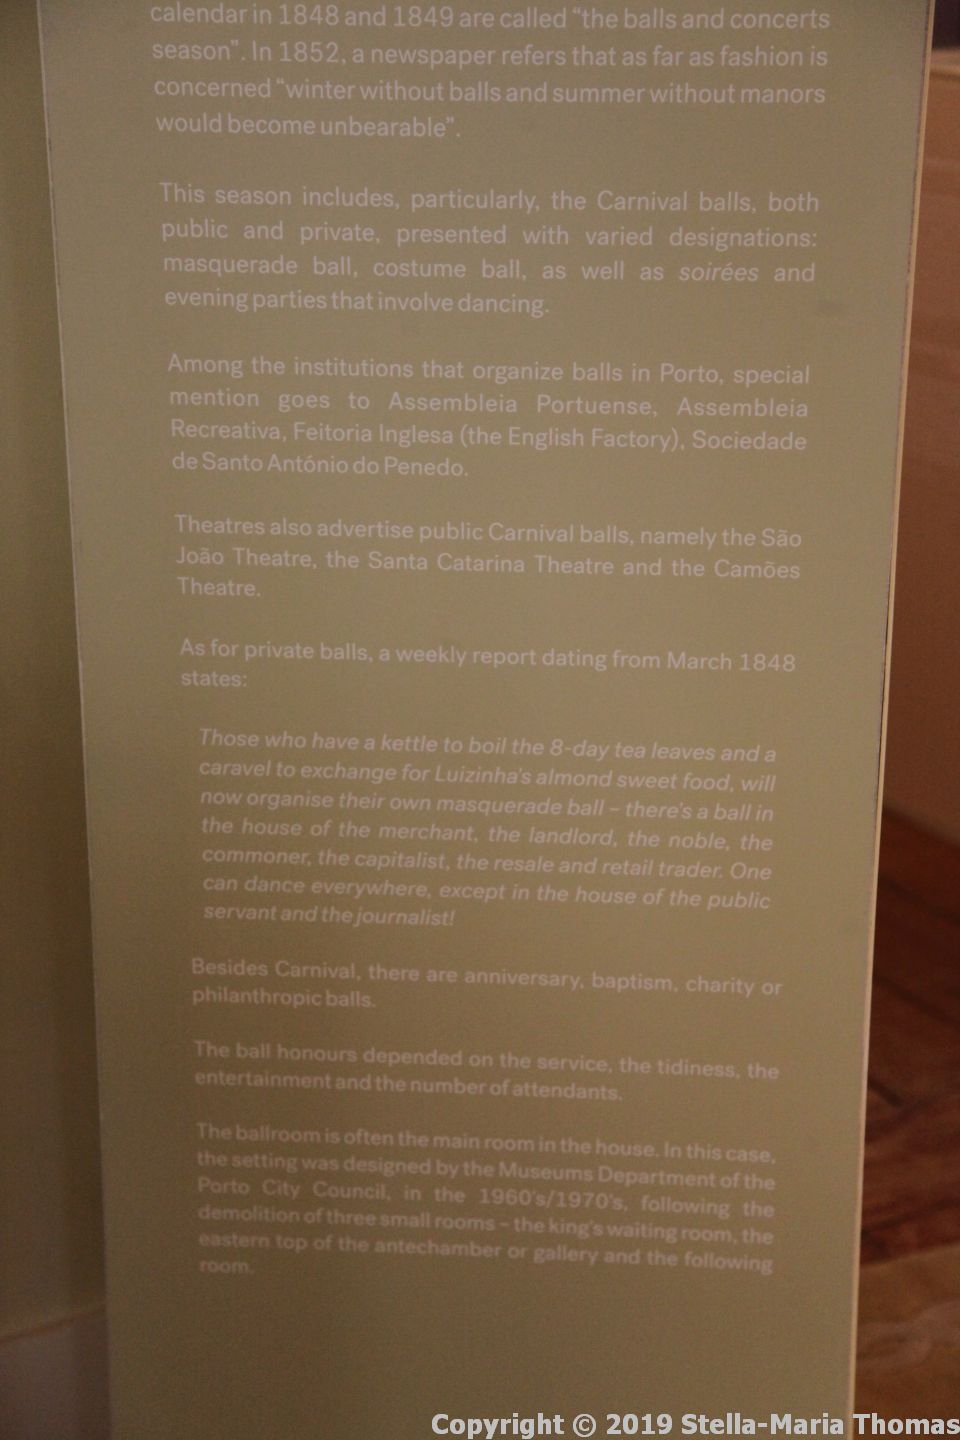 calendar in 1848 and 1849 are called “the balls and concerts
season”. In 1852, a newspaper refers that as far as fashion is
concerned “winter without balls and summer without manors
would become unbearable”.
This season includes, particularly, the Carnival balls, both
public and private, presented with varied designations:
masquerade ball, costume ball, as well as soirées and
evening parties that involve dancing.
Among the institutions that organize balls in Porto, special
mention goes to Assembleia Portuense, Assembleia
Recreativa, Feitoria Inglesa (the English Factory), Sociedade
de Santo António do Penedo.
Theatres also advertise public Carnival balls, namely the São
João Theatre, the Santa Catarina Theatre and the Camões
Theatre.
As for private balls, a weekly report dating from March 1848
states:
Those who have a kettle to boil the 8-day tea leaves and a
caravel to exchange for Luizinha's almond sweet food, will
now organise their own masquerade ball – there's a ball in
the house of the merchant, the landlord, the noble, the
commoner, the capitalist, the resale and retail trader. One
can dance everywhere, except in the house of the public
servant and the journalist!
Besides Carnival, there are anniversary, baptism, charity or
philanthropic balls.
The ball honours depended on the service, the tidiness, the
entertainment and the number of attendants.
The ballroom is often the main room in the house. In this case,
the setting was designed by the Museums Department of the
Porto City Council, in the 1960's/1970's, following the
demolition of three small rooms – the king's waiting room, the
eastern top of the antechamber or gallery and the following
room.
Copyright © 2019 Stella-Maria Thomas